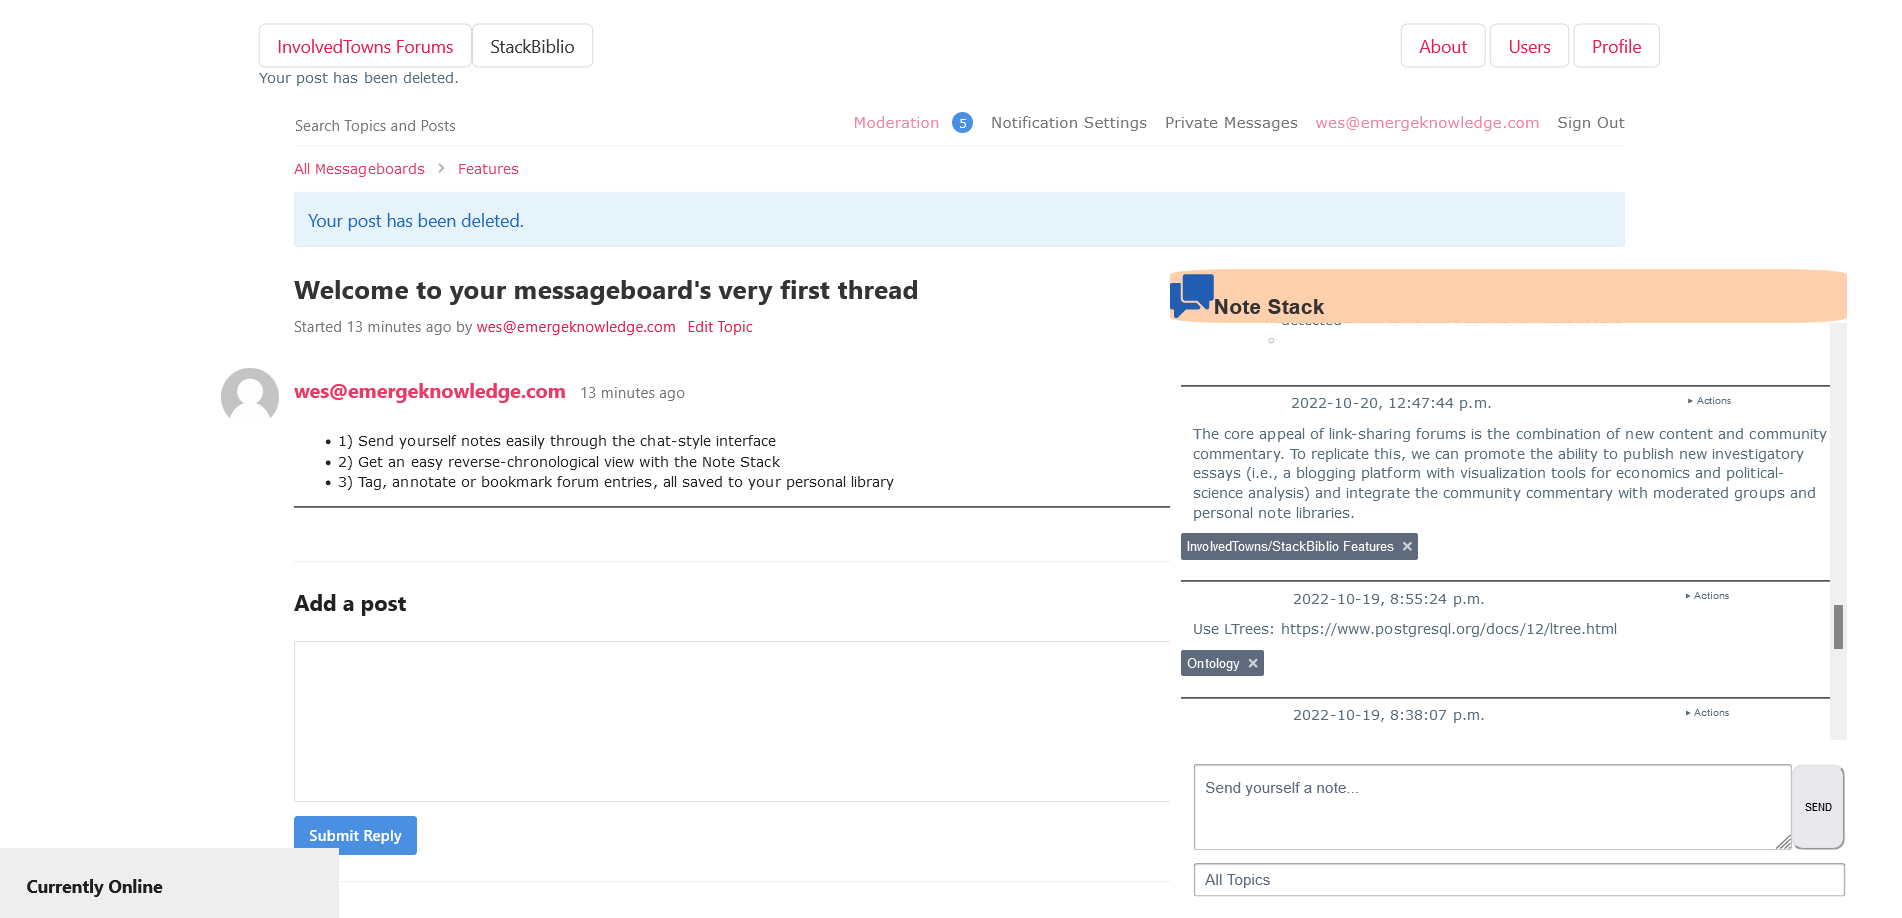 InvolvedTowns Forums
StackBiblio
About
Users
Profile
Your post has been deleted.
Search Topics and Posts
Moderation 5
Notification Settings
Private Messages
wes@emergeknowledge.com
Sign Out
All Messageboards
Features
Your post has been deleted.
Welcome to your messageboard's very first thread
Started 13 minutes ago by wes@emergeknowledge.com Edit Topic
wes@emergeknowledge.com 13 minutes ago
1) Send yourself notes easily through the chat-style interface
2) Get an easy reverse-chronological view with the Note Stack
3) Tag, annotate or bookmark forum entries, all saved to your personal library
Add a post
Submit Reply
Currently Online
Note Stack
2022-10-20, 12:47:44 p.m.
▸ Actions
The core appeal of link-sharing forums is the combination of new content and community
commentary. To replicate this, we can promote the ability to publish new investigatory
essays (i.e., a blogging platform with visualization tools for economics and political-
science analysis) and integrate the community commentary with moderated groups and
personal note libraries.
InvolvedTowns/StackBiblio Features ✕
2022-10-19, 8:55:24 p.m.
▸ Actions
Use LTrees: https://www.postgresql.org/docs/12/ltree.html
Ontology ✕
2022-10-19, 8:38:07 p.m.
▸ Actions
Send yourself a note...
SEND
All Topics